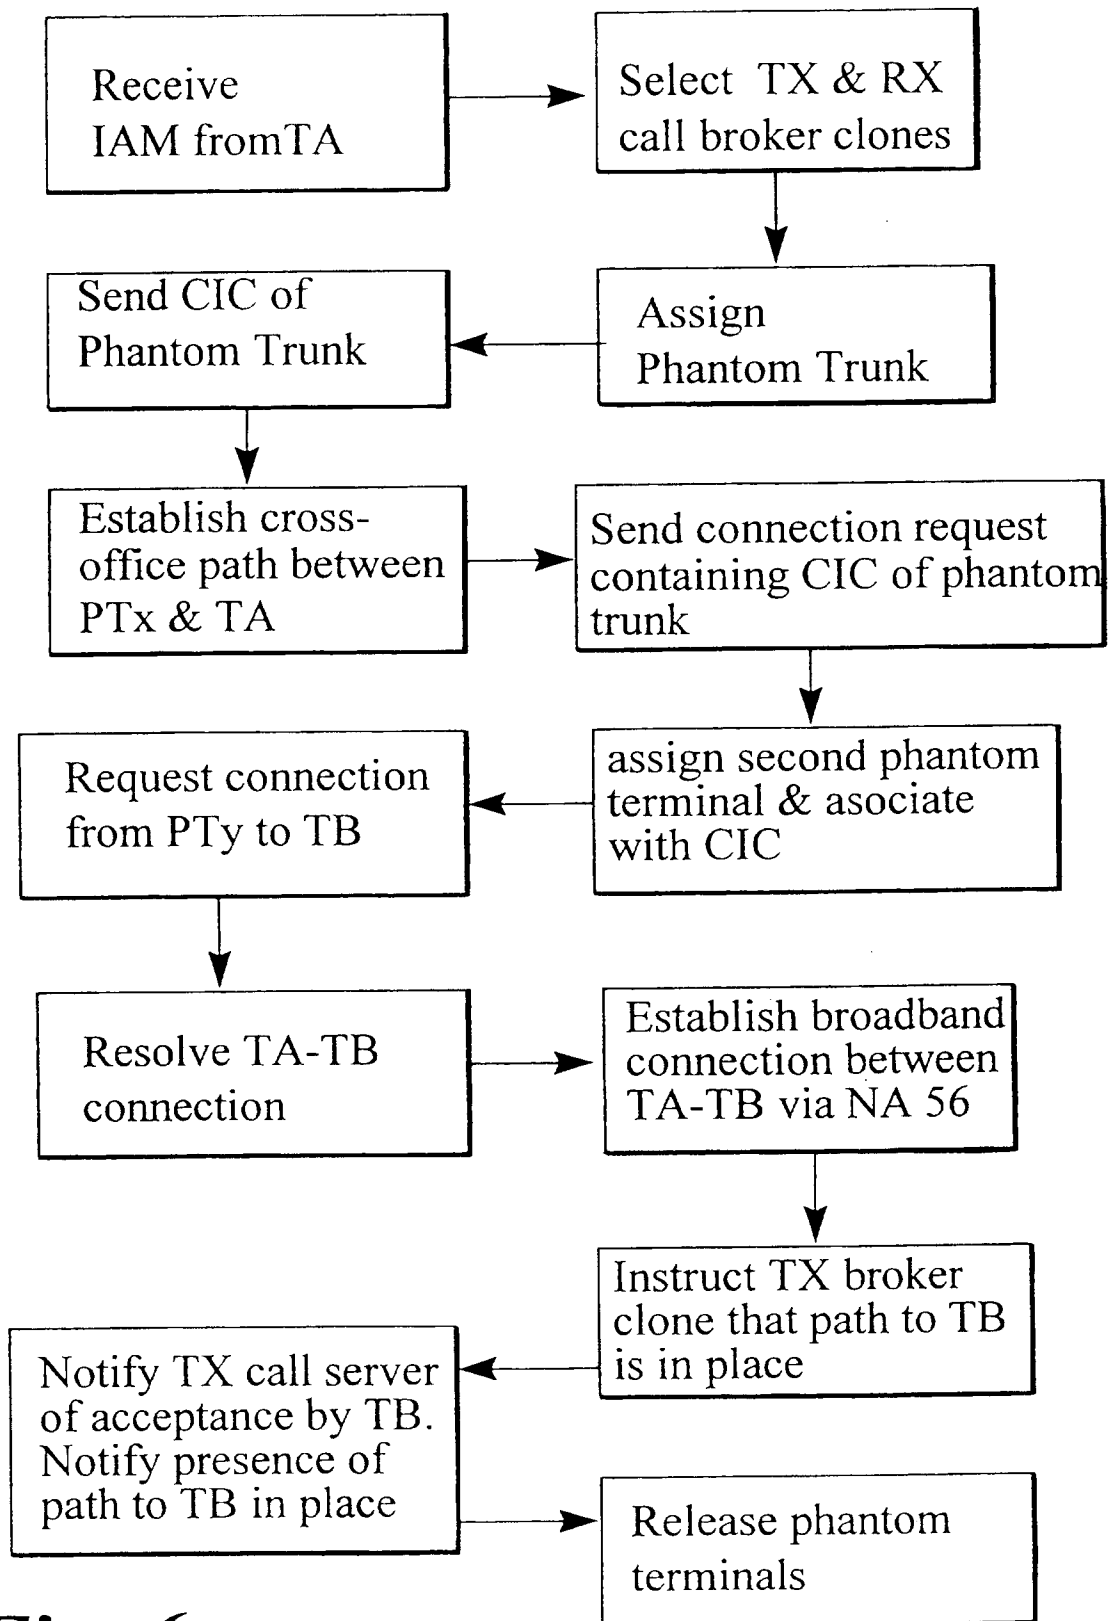 Receive
IAM fromTA
Select TX & RX
call broker clones
Assign
Phantom Trunk
Send CIC of
Phantom Trunk
Establish cross-
office path between
PTx & TA
Send connection request
containing CIC of phantom
trunk
assign second phantom
terminal & asociate
with CIC
Request connection
from PTy to TB
Resolve TA-TB
connection
Establish broadband
connection between
TA-TB via NA 56
Instruct TX broker
clone that path to TB
is in place
Notify TX call server
of acceptance by TB.
Notify presence of
path to TB in place
Release phantom
terminals